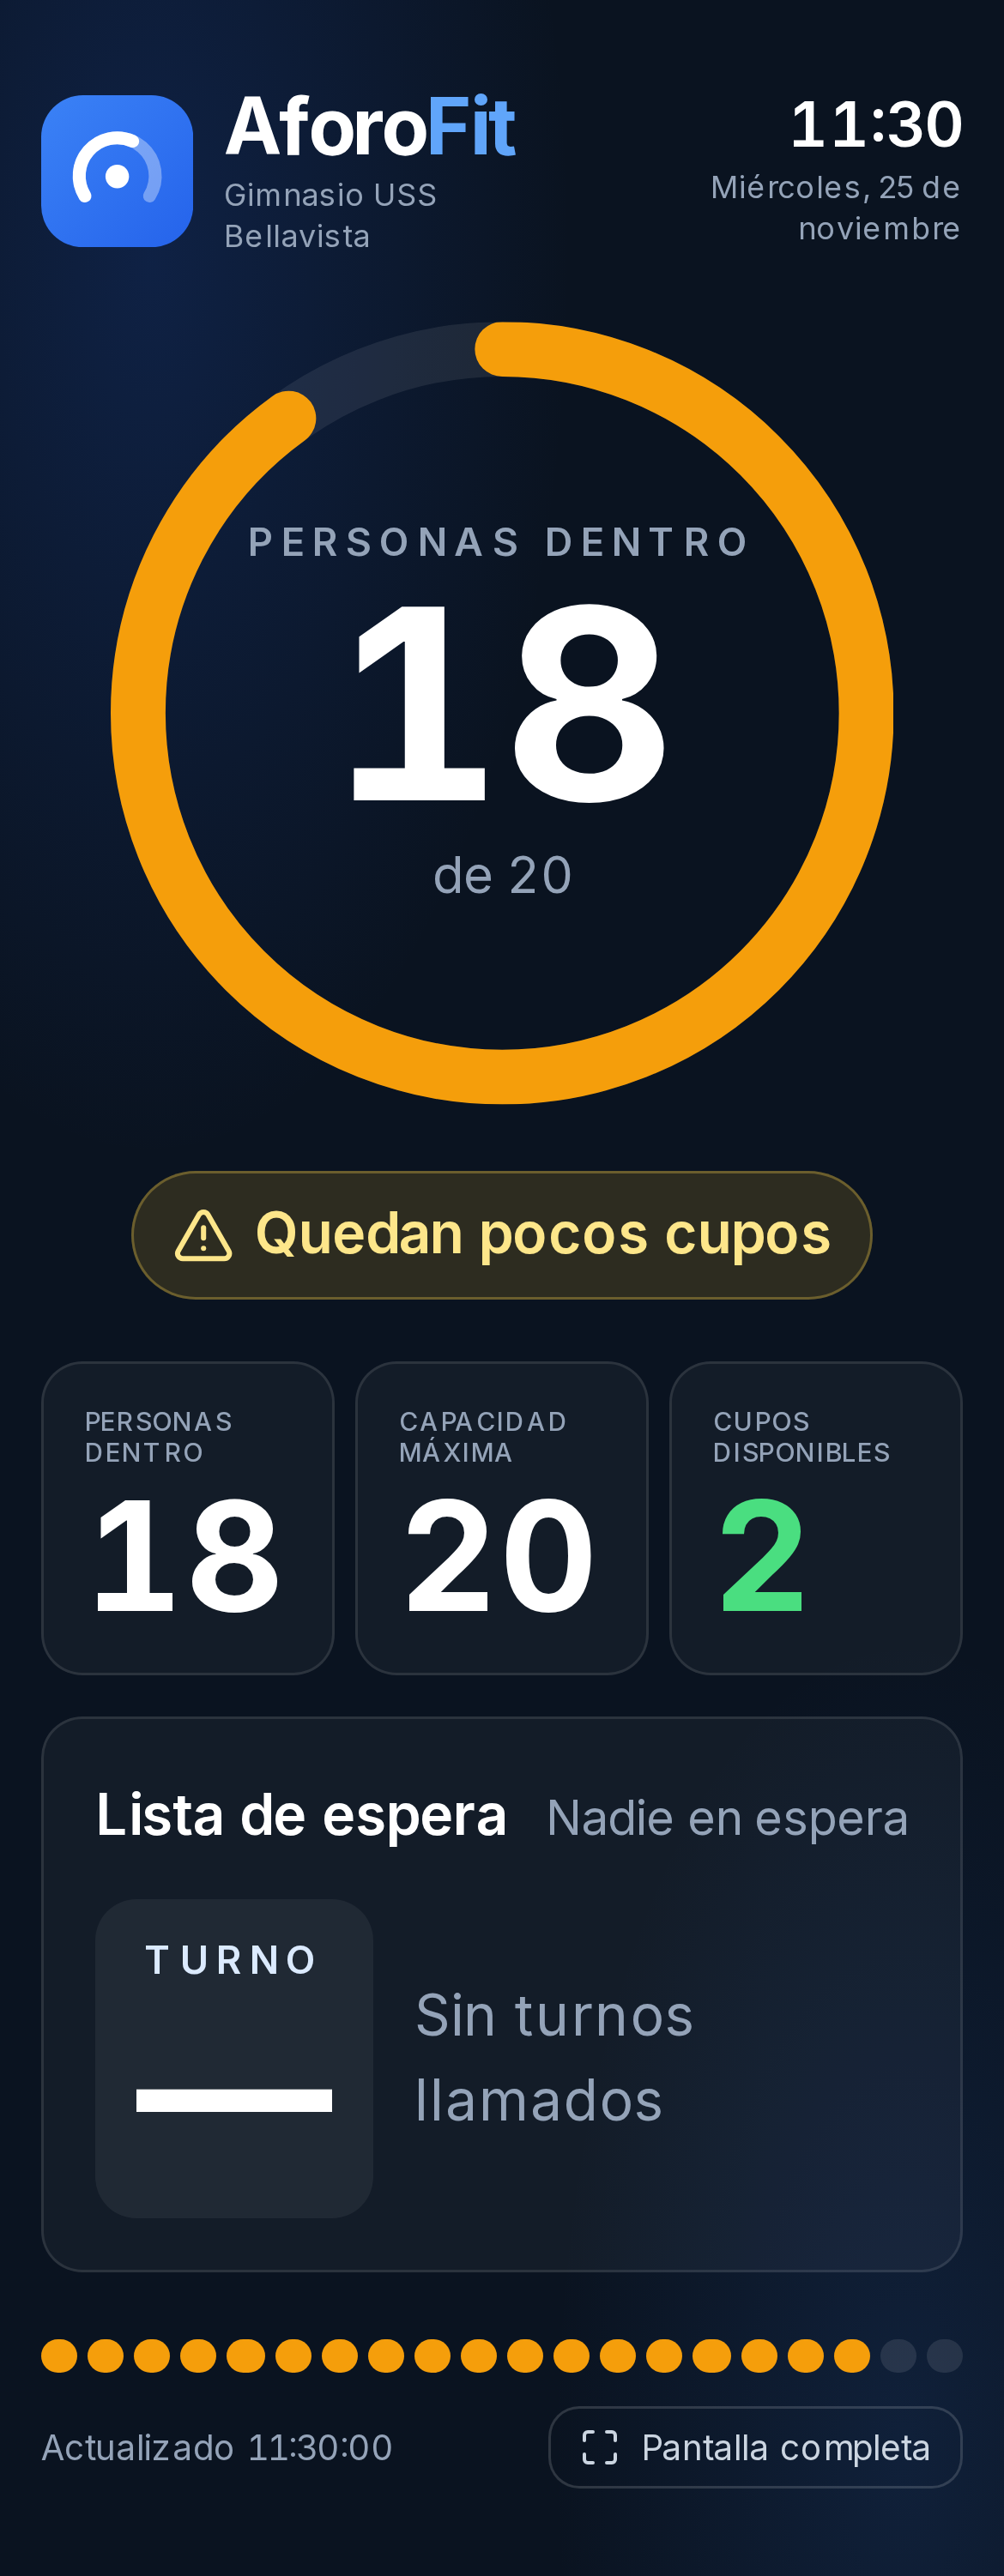 AforoFit
Gimnasio USS
Bellavista
11:30
Miércoles, 25 de
noviembre
PERSONAS DENTRO
18
de 20
Quedan pocos cupos
PERSONAS
DENTRO
18
CAPACIDAD
MÁXIMA
20
CUPOS
DISPONIBLES
2
Lista de espera
Nadie en espera
TURNO
—
Sin turnos
llamados
Actualizado 11:30:00
Pantalla completa